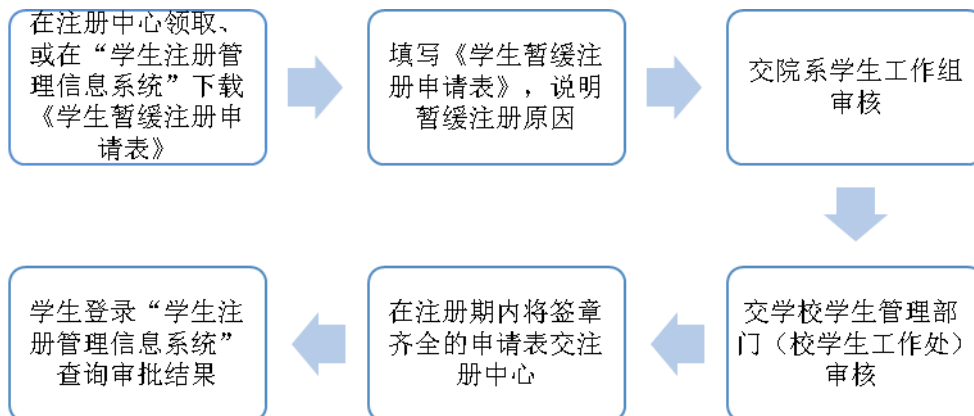 在注册中心领取、
或在“学生注册管
理信息系统”下载
《学生暂缓注册申
请表》
填写《学生暂缓注
册申请表》，说明
暂缓注册原因
交院系学生工作组
审核
交学校学生管理部
门（校学生工作处）
审核
在注册期内将签章
齐全的申请表交注
册中心
学生登录“学生注
册管理信息系统”
查询审批结果